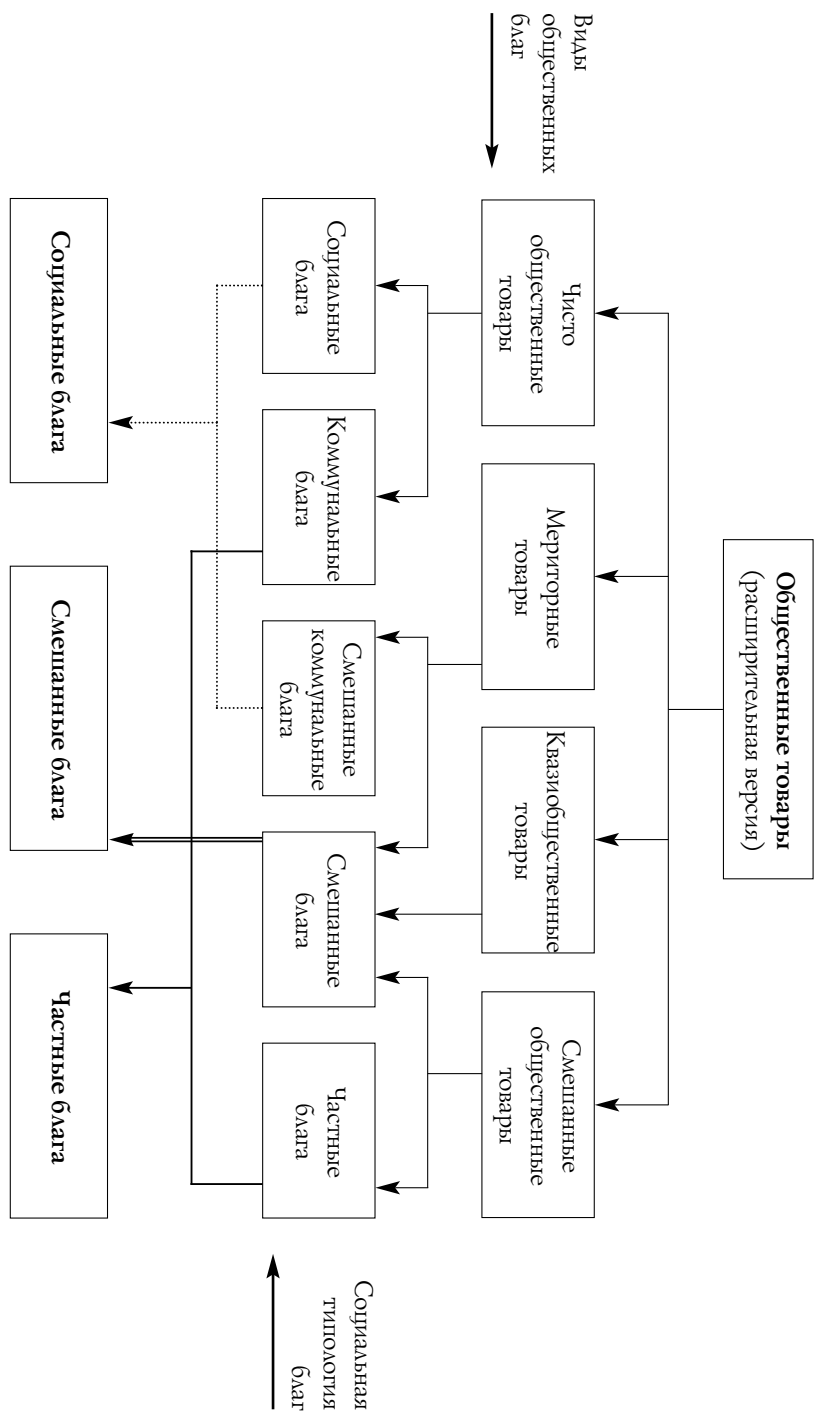 Общественные товары
(расширительная версия)
Виды
общественных
благ
Чисто
общественные
товары
Мериторные
товары
Квазиобщественные
товары
Смешанные
общественные
товары
Социальные
блага
Коммунальные
блага
Смешанные
коммунальные
блага
Смешанные
блага
Частные
блага
Социальная
типология
благ
Социальные блага
Смешанные блага
Частные блага